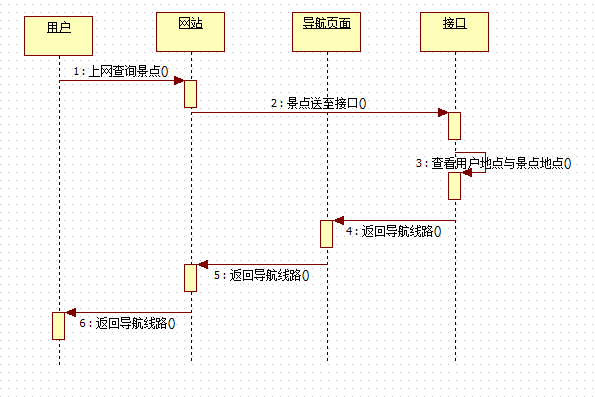 用户
网站
导航页面
接口
1：上网查询景点()
2：景点送至接口()
3：查看用户地点与景点地点()
4：返回导航线路()
5：返回导航线路()
6：返回导航线路()